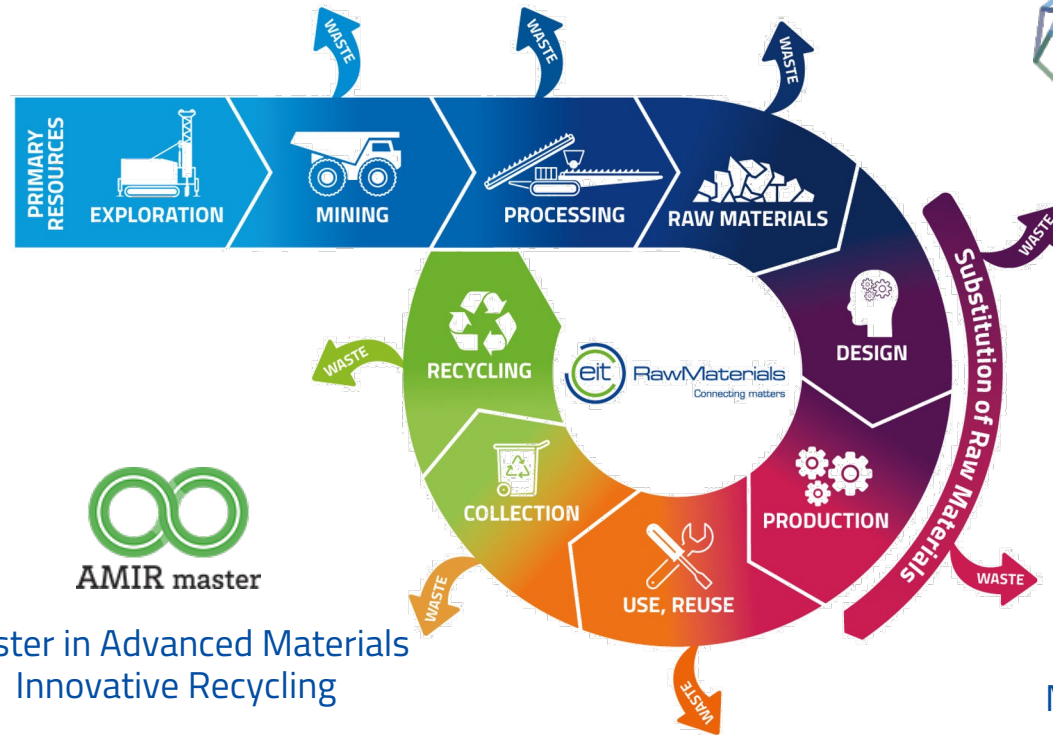 WASTE
WASTE
WASTE
PRIMARY
RESOURCES
EXPLORATION
MINING
PROCESSING
RAW MATERIALS
WASTE
Substitution of Raw Materials
DESIGN
RECYCLING
WASTE
eit RawMaterials
Connecting matters
COLLECTION
PRODUCTION
WASTE
USE, REUSE
WASTE
WASTE
AMIR master
ster in Advanced Materials
Innovative Recycling